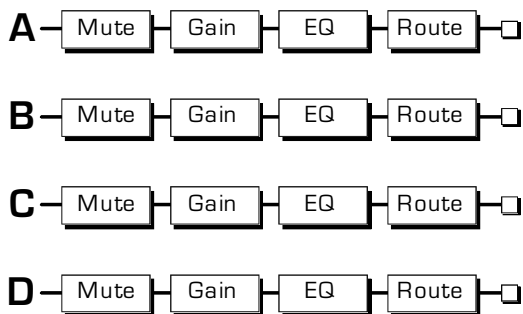 A Mute Gain EQ Route
B Mute Gain EQ Route
C Mute Gain EQ Route
D Mute Gain EQ Route